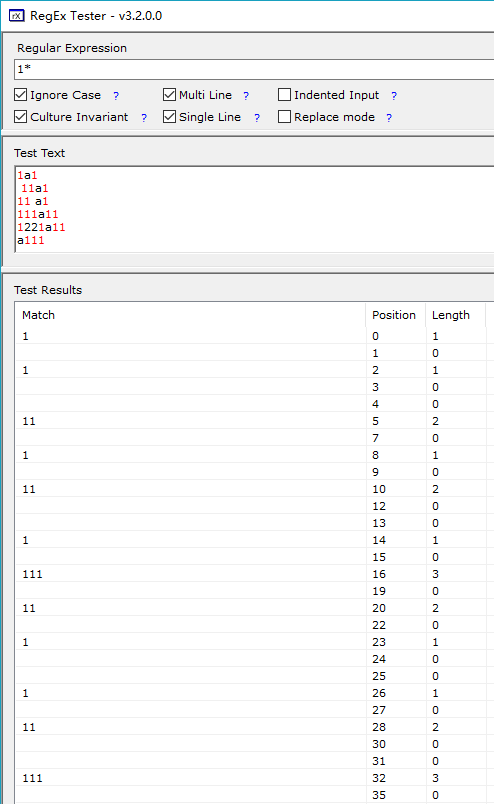 RegEx Tester - v3.2.0.0
Regular Expression
1*
Ignore Case ? Multi Line ? Indented Input ?
Culture Invariant ? Single Line ? Replace mode ?
Test Text
1a1
 11a1
11 a1
111a11
1221a11
a111
Test Results
Match Position Length
1 0 1
1 0
1 2 1
3 0
4 0
11 5 2
7 0
1 8 1
9 0
11 10 2
12 0
13 0
1 14 1
15 0
111 16 3
19 0
11 20 2
22 0
1 23 1
24 0
25 0
1 26 1
27 0
11 28 2
30 0
31 0
111 32 3
35 0